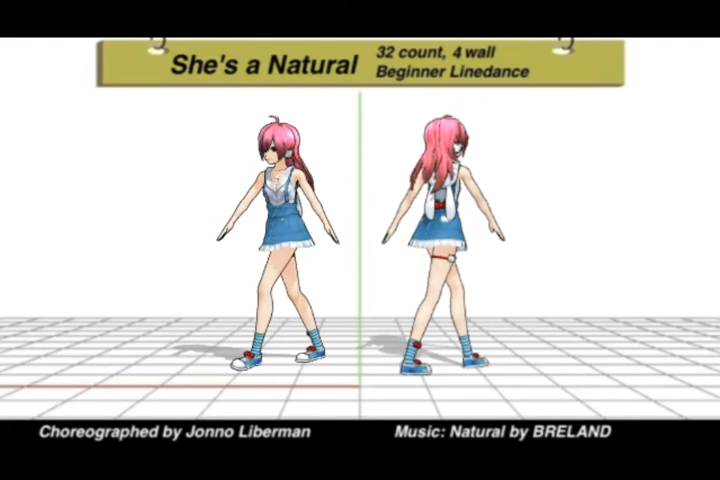 She's a Natural
32 count, 4 wall
Beginner Linedance
Choreographed by Jonno Liberman
Music: Natural by BRELAND